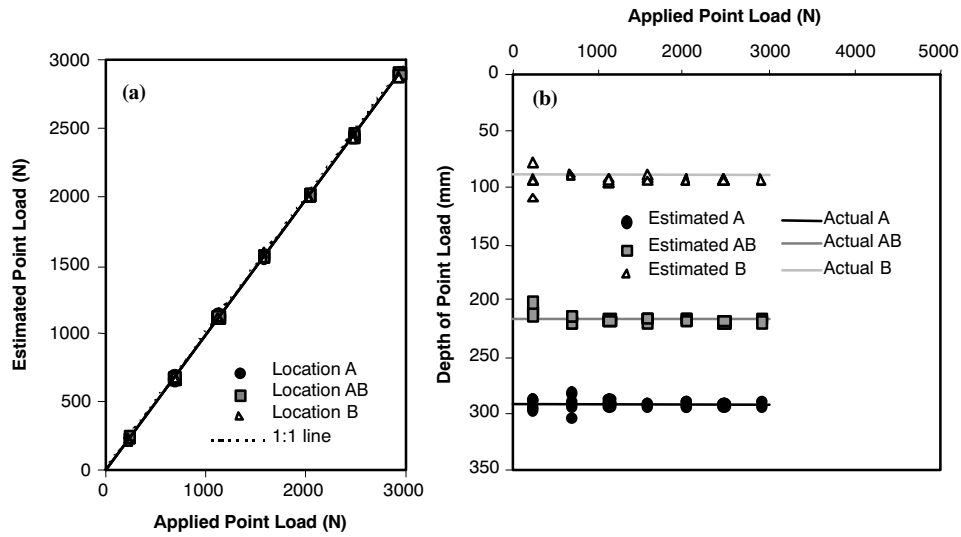 3000
2500
2000
1500
1000
500
0
0 1000 2000 3000
(a)
Location A
Location AB
Location B
1:1 line
Estimated Point Load (N)
Applied Point Load (N)
Applied Point Load (N)
0 1000 2000 3000 4000 5000
0
50
100
150
200
250
300
350
(b)
Estimated A Actual A
Estimated AB Actual AB
Estimated B Actual B
Depth of Point Load (mm)